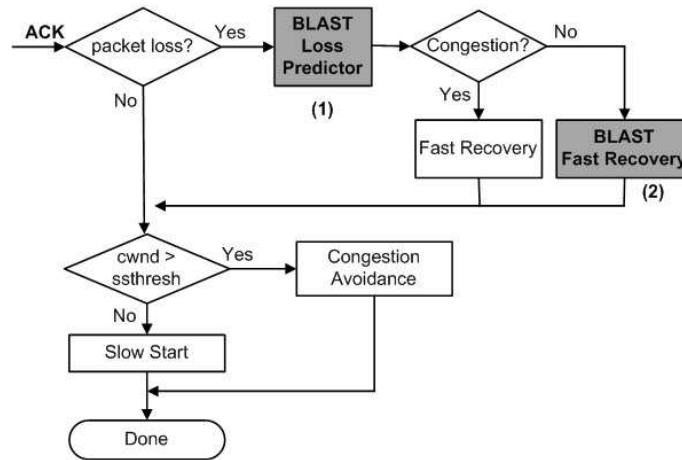 ACK
packet loss?
Yes
BLAST
Loss
Predictor
(1)
Congestion?
No
Yes
No
Fast Recovery
BLAST
Fast Recovery
(2)
cwnd >
ssthresh
Yes
Congestion
Avoidance
No
Slow Start
Done